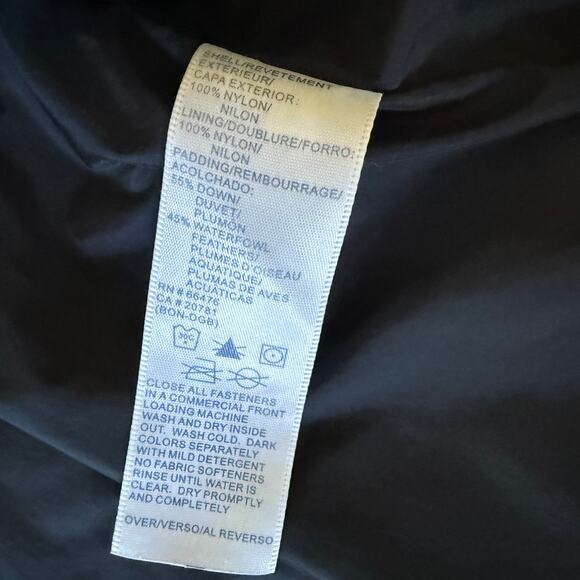 SHELL/REVETEMENT
EXTERIEUR/
CAPA EXTERIOR:
100% NYLON/
NILON
LINING/DOUBLURE/FORRO:
100% NYLON/
NILON
PADDING/REMBOURRAGE/
ACOLCHADO:
55% DOWN/
DUVET/
PLUMÓN
45% WATERFOWL
FEATHERS/
PLUMES D'OISEAU
AQUATIQUE/
PLUMAS DE AVES
ACUATICAS
RN # 66476
CA # 20781
(BON-DGB)
30C
CLOSE ALL FASTENERS
IN A COMMERCIAL FRONT
LOADING MACHINE
WASH AND DRY INSIDE
OUT. WASH COLD. DARK
COLORS SEPARATELY
WITH MILD DETERGENT
NO FABRIC SOFTENERS
RINSE UNTIL WATER IS
CLEAR. DRY PROMPTLY
AND COMPLETELY
OVER/VERSO/AL REVERSO